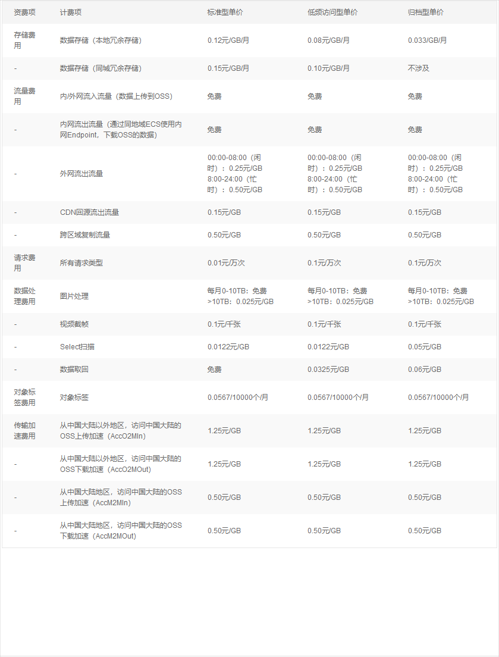 资费项 计费项 标准型单价 低频访问型单价 归档型单价
存储费用 数据存储（本地冗余存储） 0.12元/GB/月 0.08元/GB/月 0.033/GB/月
- 数据存储（同城冗余存储） 0.15元/GB/月 0.10元/GB/月 不涉及
流量费用 内/外网流入流量（数据上传到OSS） 免费 免费 免费
- 内网流出流量（通过同地域ECS使用内网Endpoint，下载OSS的数据） 免费 免费 免费
- 外网流出流量 00:00-08:00（闲时）：0.25元/GB 8:00-24:00（忙时）：0.50元/GB 00:00-08:00（闲时）：0.25元/GB 8:00-24:00（忙时）：0.50元/GB 00:00-08:00（闲时）：0.25元/GB 8:00-24:00（忙时）：0.50元/GB
- CDN回源流出流量 0.15元/GB 0.15元/GB 0.15元/GB
- 跨区域复制流量 0.50元/GB 0.50元/GB 0.50元/GB
请求费用 所有请求类型 0.01元/万次 0.1元/万次 0.1元/万次
数据处理费用 图片处理 每月0-10TB：免费 >10TB：0.025元/GB 每月0-10TB：免费 >10TB：0.025元/GB 每月0-10TB：免费 >10TB：0.025元/GB
- 视频截帧 0.1元/千张 0.1元/千张 0.1元/千张
- Select扫描 0.0122元/GB 0.0122元/GB 0.05元/GB
- 数据取回 免费 0.0325元/GB 0.06元/GB
对象标签费用 对象标签 0.0567/10000个/月 0.0567/10000个/月 0.0567/10000个/月
传输加速费用 从中国大陆以外地区，访问中国大陆的OSS上传加速（AccO2MIn） 1.25元/GB 1.25元/GB 1.25元/GB
- 从中国大陆以外地区，访问中国大陆的OSS下载加速（AccO2MOut） 1.25元/GB 1.25元/GB 1.25元/GB
- 从中国大陆地区，访问中国大陆的OSS上传加速（AccM2MIn） 0.50元/GB 0.50元/GB 0.50元/GB
- 从中国大陆地区，访问中国大陆的OSS下载加速（AccM2MOut） 0.50元/GB 0.50元/GB 0.50元/GB